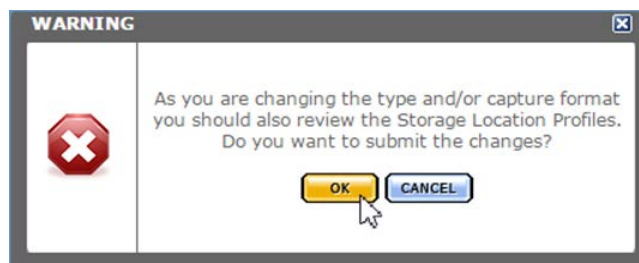 WARNING
As you are changing the type and/or capture format
you should also review the Storage Location Profiles.
Do you want to submit the changes?
OK CANCEL